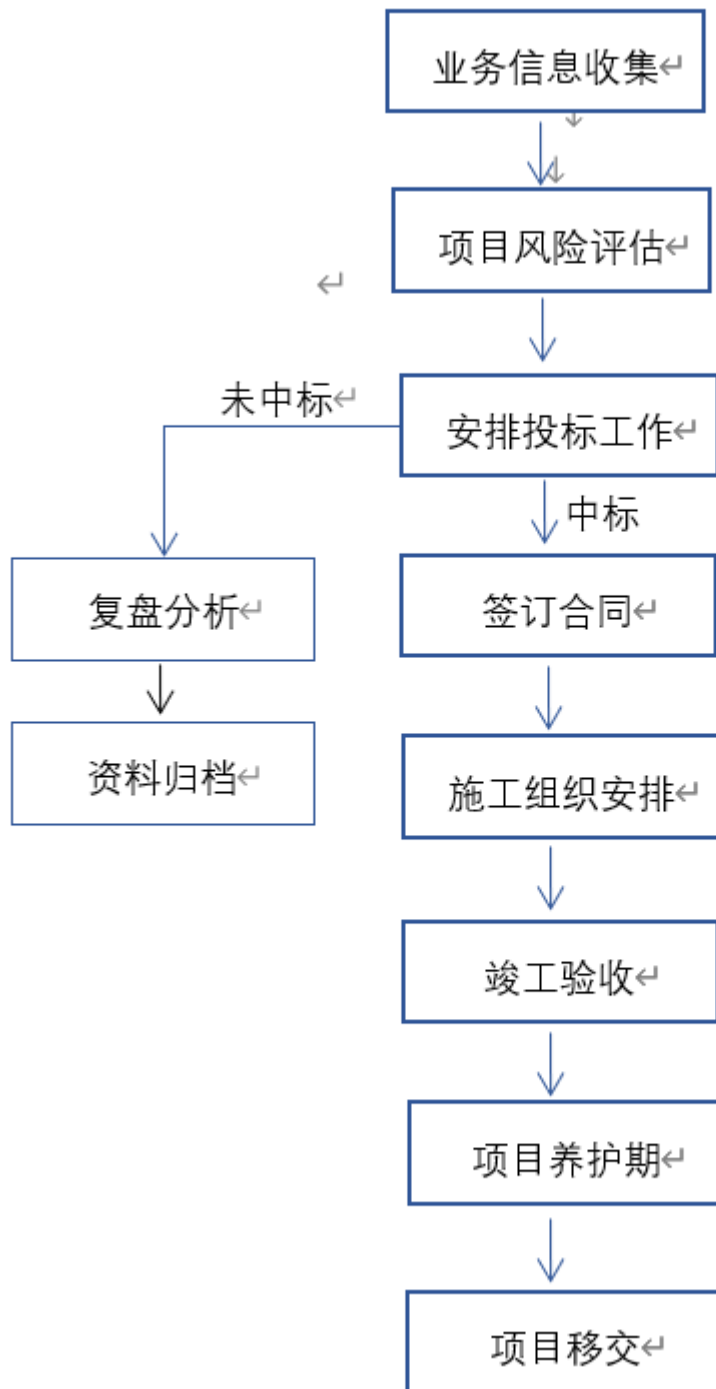 业务信息收集
项目风险评估
未中标
安排投标工作
中标
复盘分析
签订合同
资料归档
施工组织安排
竣工验收
项目养护期
项目移交